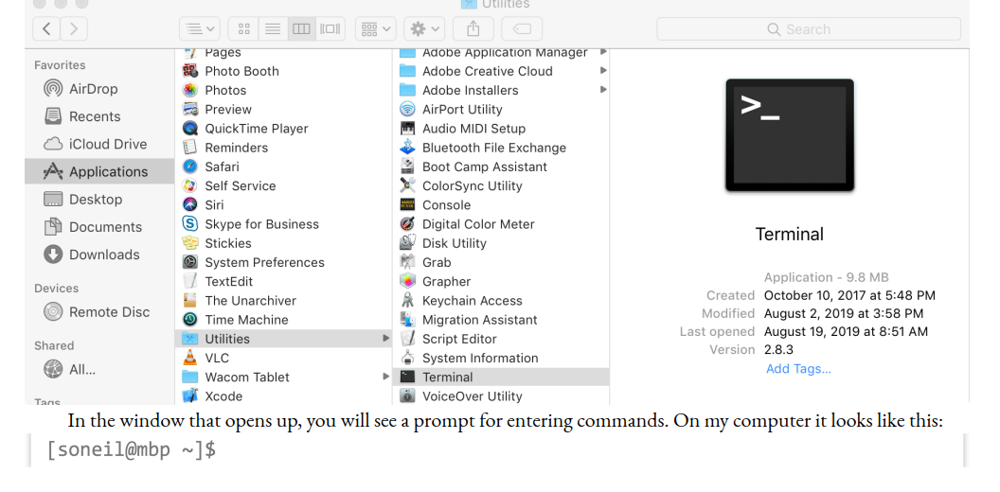 Utilities
Search
Favorites
AirDrop
Recents
iCloud Drive
Applications
Desktop
Documents
Downloads
Devices
Remote Disc
Shared
All...
Tags
Pages
Photo Booth
Photos
Preview
QuickTime Player
Reminders
Safari
Self Service
Siri
Skype for Business
Stickies
System Preferences
TextEdit
The Unarchiver
Time Machine
Utilities
VLC
Wacom Tablet
Xcode
Adobe Application Manager
Adobe Creative Cloud
Adobe Installers
AirPort Utility
Audio MIDI Setup
Bluetooth File Exchange
Boot Camp Assistant
ColorSync Utility
Console
Digital Color Meter
Disk Utility
Grab
Grapher
Keychain Access
Migration Assistant
Script Editor
System Information
Terminal
VoiceOver Utility
>_
Terminal
Application - 9.8 MB
Created October 10, 2017 at 5:48 PM
Modified August 2, 2019 at 3:58 PM
Last opened August 19, 2019 at 8:51 AM
Version 2.8.3
Add Tags...
In the window that opens up, you will see a prompt for entering commands. On my computer it looks like this:
[soneil@mbp ~]$